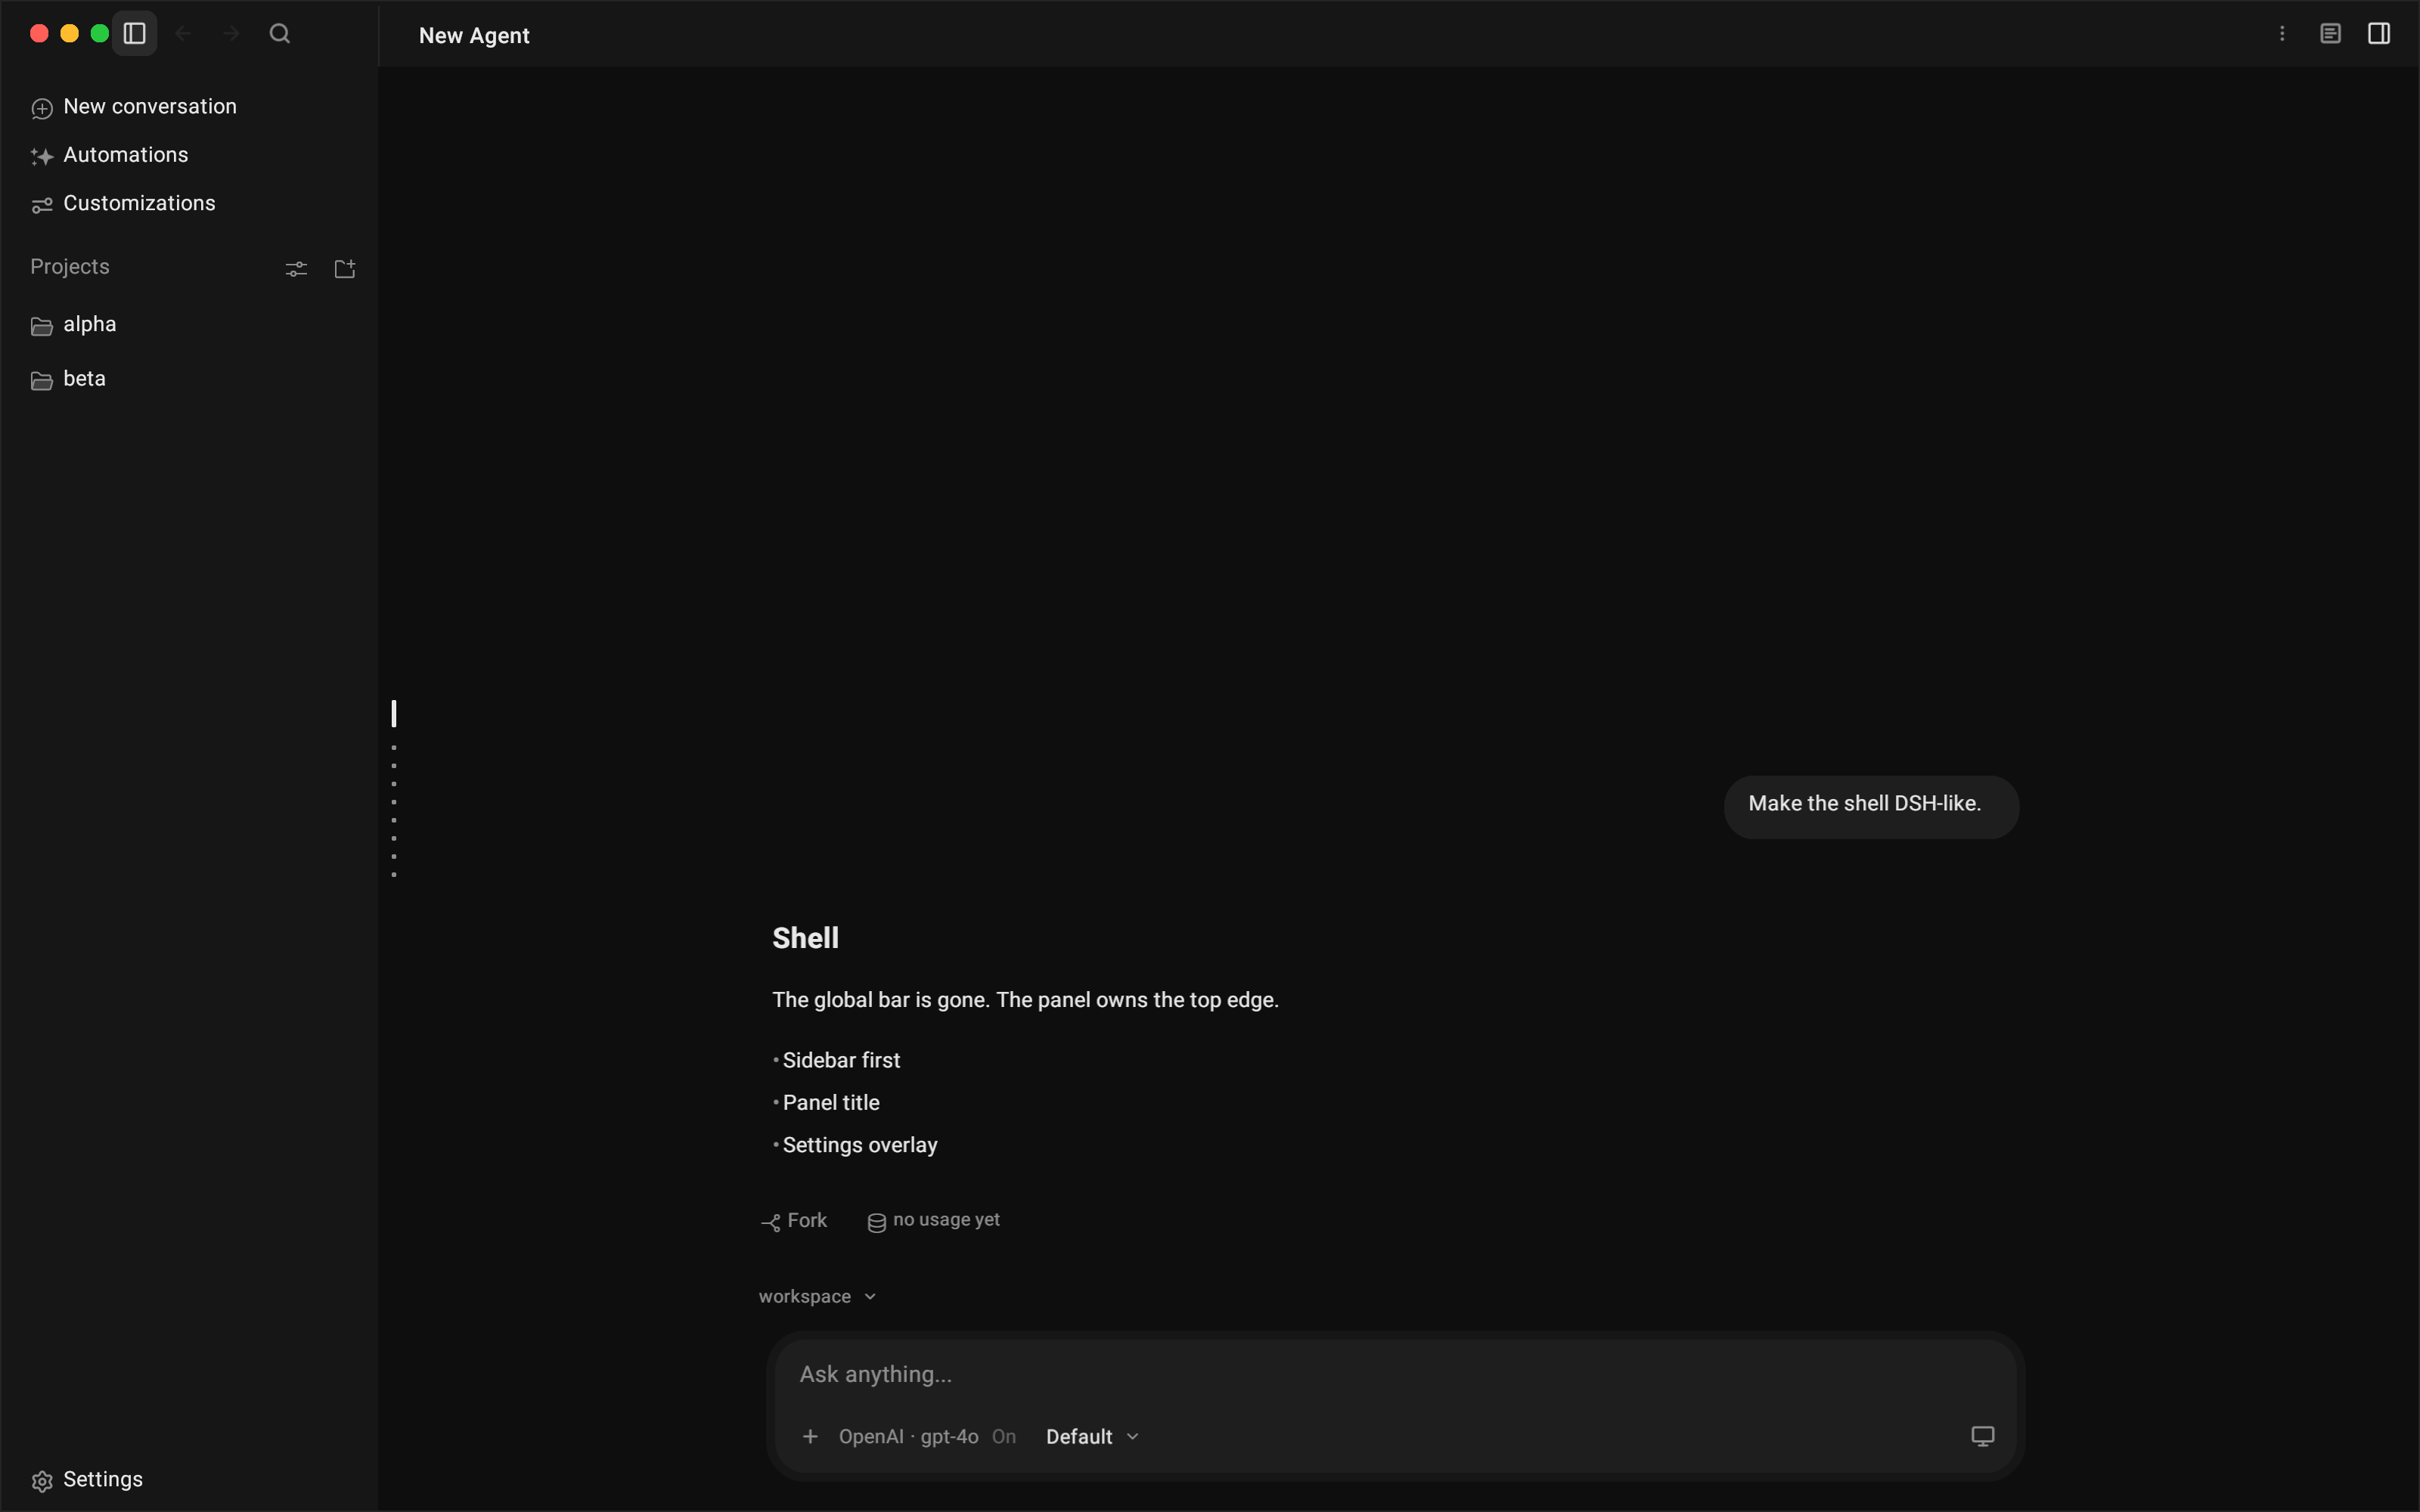 New Agent
New conversation
Automations
Customizations
Projects
alpha
beta
Make the shell DSH-like.
Shell
The global bar is gone. The panel owns the top edge.
• Sidebar first
• Panel title
• Settings overlay
Fork
no usage yet
workspace
Ask anything...
OpenAI · gpt-4o On Default
Settings